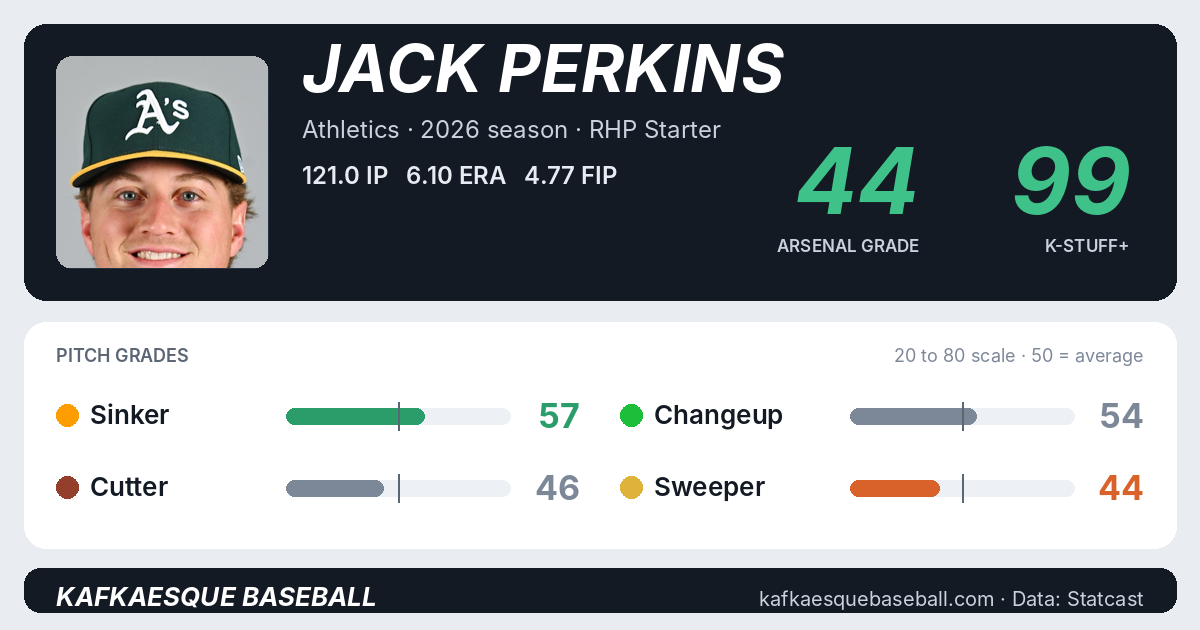 JACK PERKINS
A's
Athletics · 2026 season · RHP Starter
121.0 IP 6.10 ERA 4.77 FIP
44 99
ARSENAL GRADE K-STUFF+
PITCH GRADES 20 to 80 scale · 50 = average
Sinker 57 Changeup 54
Cutter 46 Sweeper 44
KAFKAESQUE BASEBALL kafkaesquebaseball.com · Data: Statcast